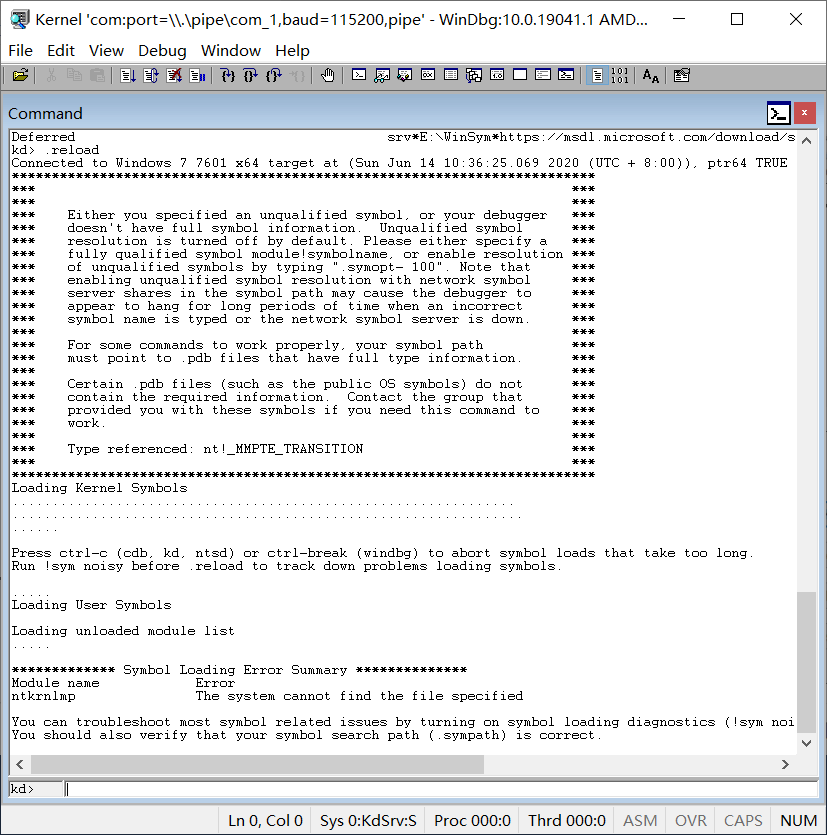 Kernel 'com:port=\\.\pipe\com_1,baud=115200,pipe' - WinDbg:10.0.19041.1 AMD...
File Edit View Debug Window Help
Command
Deferred srv*E:\WinSym*https://msdl.microsoft.com/download/s
kd> .reload
Connected to Windows 7 7601 x64 target at (Sun Jun 14 10:36:25.069 2020 (UTC + 8:00)), ptr64 TRUE
*************************************************************************
*** ***
*** ***
*** Either you specified an unqualified symbol, or your debugger ***
*** doesn't have full symbol information. Unqualified symbol ***
*** resolution is turned off by default. Please either specify a ***
*** fully qualified symbol module!symbolname, or enable resolution ***
*** of unqualified symbols by typing ".symopt- 100". Note that ***
*** enabling unqualified symbol resolution with network symbol ***
*** server shares in the symbol path may cause the debugger to ***
*** appear to hang for long periods of time when an incorrect ***
*** symbol name is typed or the network symbol server is down. ***
*** ***
*** For some commands to work properly, your symbol path ***
*** must point to .pdb files that have full type information. ***
*** ***
*** Certain .pdb files (such as the public OS symbols) do not ***
*** contain the required information. Contact the group that ***
*** provided you with these symbols if you need this command to ***
*** work. ***
*** ***
*** Type referenced: nt!_MMPTE_TRANSITION ***
*** ***
*************************************************************************
Loading Kernel Symbols
...............................................................
................................................................
......
Press ctrl-c (cdb, kd, ntsd) or ctrl-break (windbg) to abort symbol loads that take too long.
Run !sym noisy before .reload to track down problems loading symbols.
.....
Loading User Symbols
Loading unloaded module list
.....
************* Symbol Loading Error Summary **************
Module name Error
ntkrnlmp The system cannot find the file specified
You can troubleshoot most symbol related issues by turning on symbol loading diagnostics (!sym noi
You should also verify that your symbol search path (.sympath) is correct.
kd>
Ln 0, Col 0 Sys 0:KdSrv:S Proc 000:0 Thrd 000:0 ASM OVR CAPS NUM